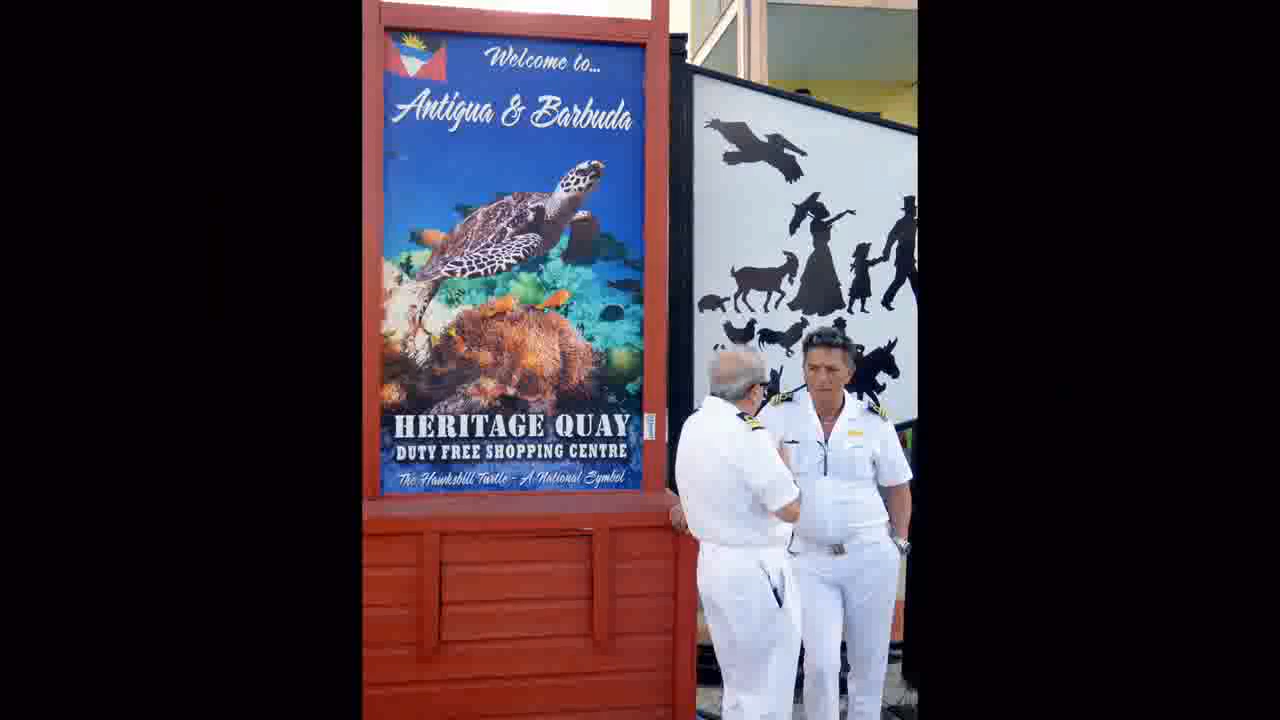 Welcome to...
Antigua & Barbuda
HERITAGE QUAY
DUTY FREE SHOPPING CENTRE
The Hawksbill Turtle - A National Symbol